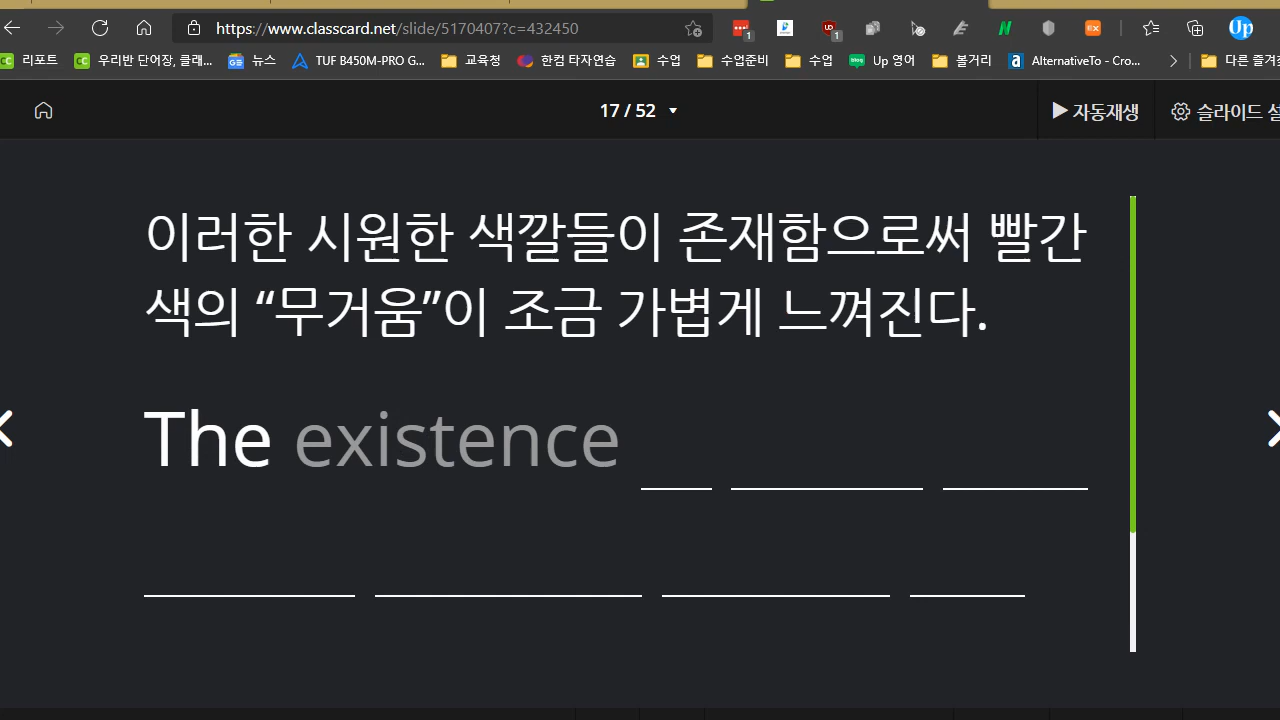 https://www.classcard.net/slide/5170407?c=432450
리포트 우리반 단어장, 클래... 뉴스 TUF B450M-PRO G... 교육청 한컴 타자연습 수업 수업준비 수업 Up 영어 볼거리 AlternativeTo - Cro... 다른 즐겨찾
17 / 52 자동재생 슬라이드 설
이러한 시원한 색깔들이 존재함으로써 빨간
색의 “무거움”이 조금 가볍게 느껴진다.
The existence